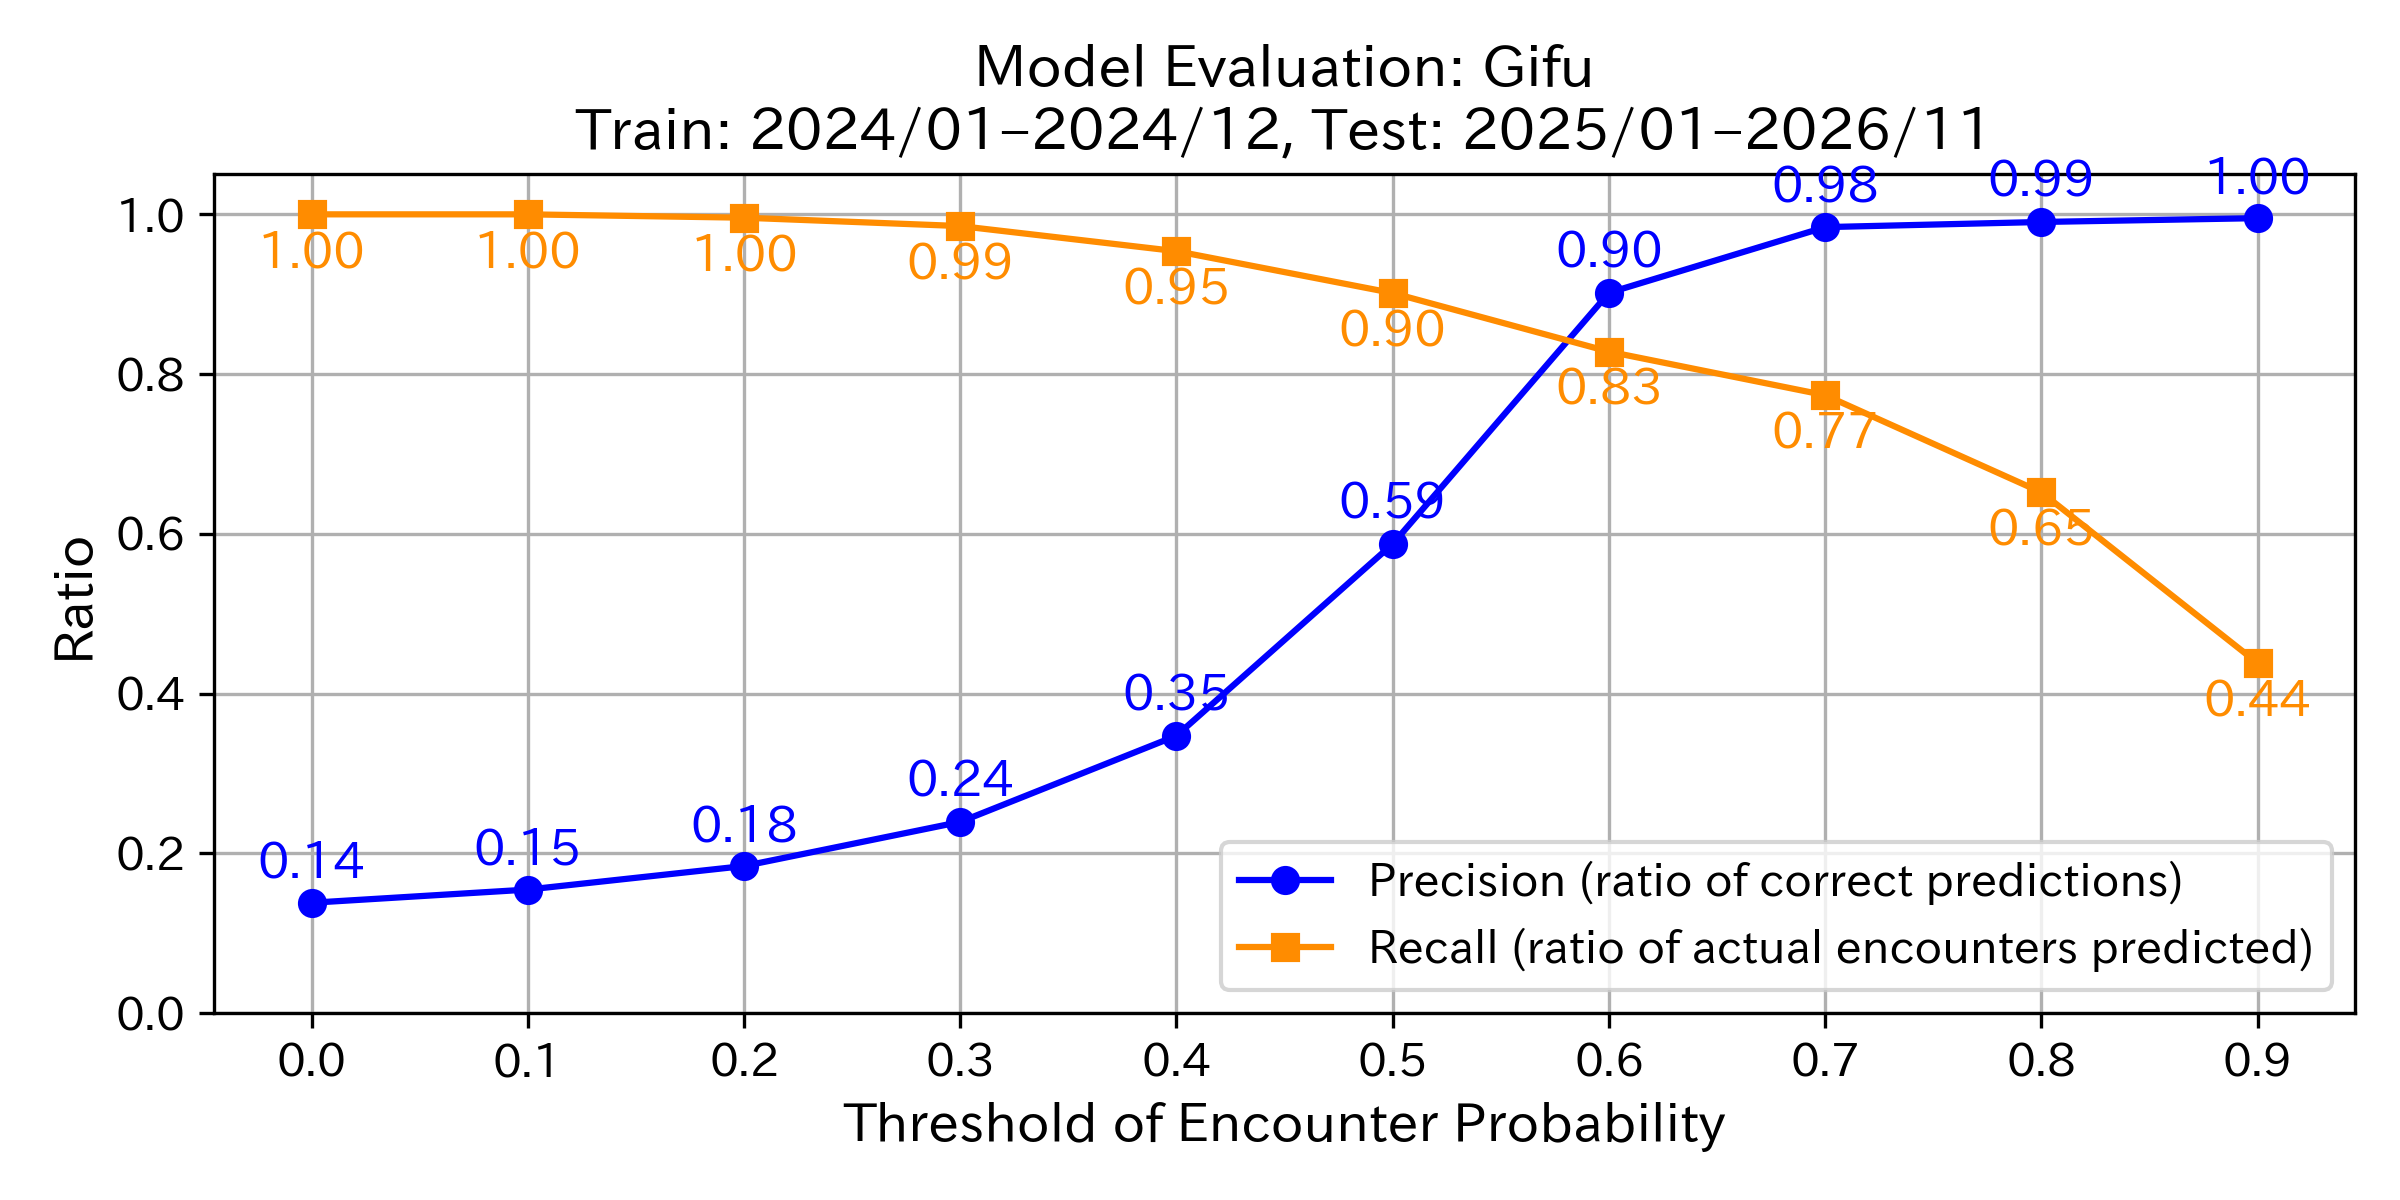 Model Evaluation: Gifu
Train: 2024/01–2024/12, Test: 2025/01–2026/11
0.98 0.99 1.00
1.0
1.00 1.00 1.00 0.99 0.95 0.90
0.90
0.8
0.83
0.77
0.59
0.6
0.65
Ratio
0.4
0.35
0.44
0.24
0.2
0.14 0.15 0.18
Precision (ratio of correct predictions)
Recall (ratio of actual encounters predicted)
0.0
0.0 0.1 0.2 0.3 0.4 0.5 0.6 0.7 0.8 0.9
Threshold of Encounter Probability